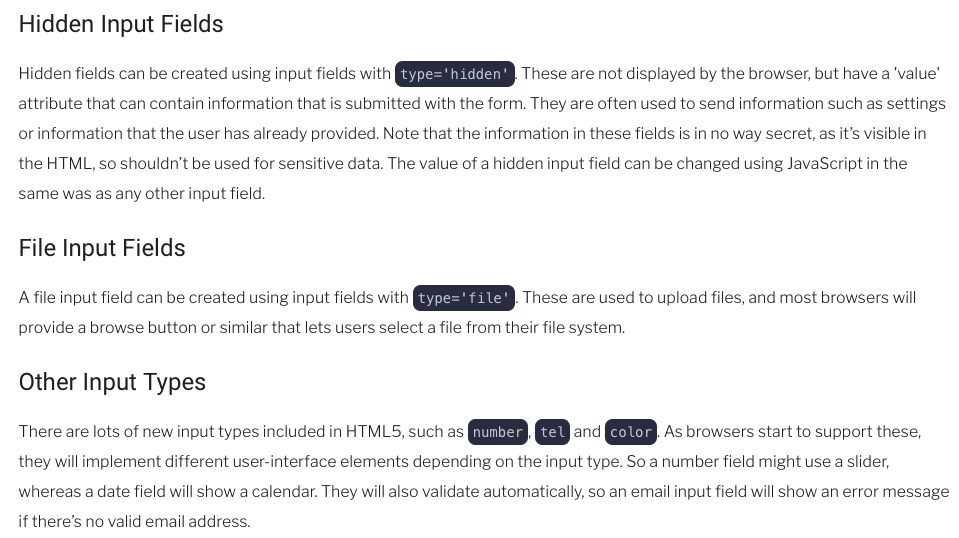 Hidden Input Fields
Hidden fields can be created using input fields with type='hidden'. These are not displayed by the browser, but have a 'value'
attribute that can contain information that is submitted with the form. They are often used to send information such as settings
or information that the user has already provided. Note that the information in these fields is in no way secret, as it’s visible in
the HTML, so shouldn’t be used for sensitive data. The value of a hidden input field can be changed using JavaScript in the
same was as any other input field.
File Input Fields
A file input field can be created using input fields with type='file'. These are used to upload files, and most browsers will
provide a browse button or similar that lets users select a file from their file system.
Other Input Types
There are lots of new input types included in HTML5, such as number, tel and color. As browsers start to support these,
they will implement different user-interface elements depending on the input type. So a number field might use a slider,
whereas a date field will show a calendar. They will also validate automatically, so an email input field will show an error message
if there’s no valid email address.